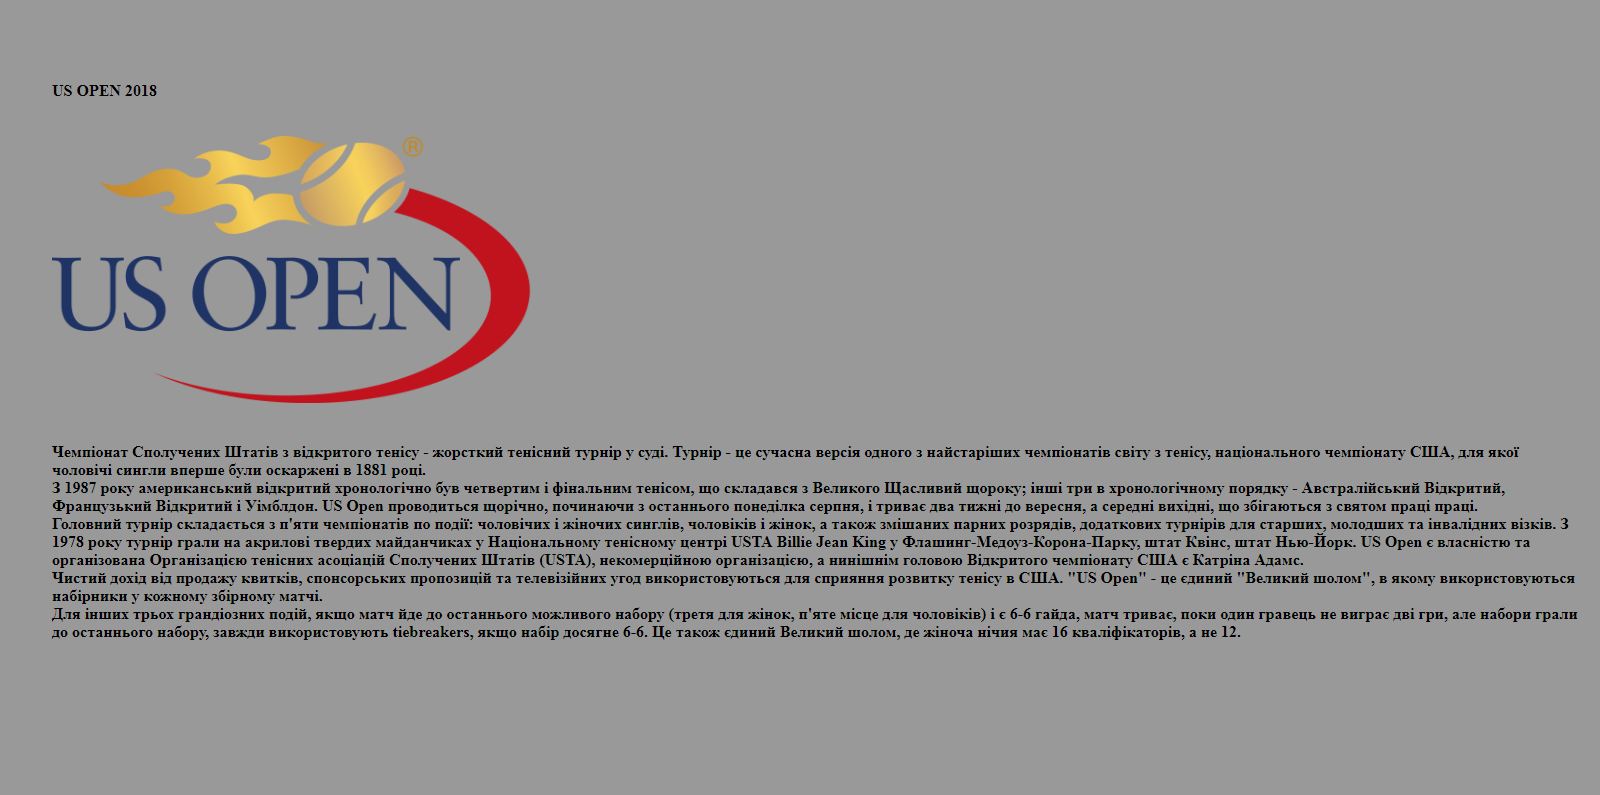 US OPEN 2018
®
US OPEN
Чемпіонат Сполучених Штатів з відкритого тенісу - жорсткий тенісний турнір у суді. Турнір - це сучасна версія одного з найстаріших чемпіонатів світу з тенісу, національного чемпіонату США, для якої
чоловічі сингли вперше були оскаржені в 1881 році.
З 1987 року американський відкритий хронологічно був четвертим і фінальним тенісом, що складався з Великого Щасливий щороку; інші три в хронологічному порядку - Австралійський Відкритий,
Французький Відкритий і Уімблдон. US Open проводиться щорічно, починаючи з останнього понеділка серпня, і триває два тижні до вересня, а середні вихідні, що збігаються з святом праці праці.
Головний турнір складається з п'яти чемпіонатів по події: чоловічих і жіночих синглів, чоловіків і жінок, а також змішаних парних розрядів, додаткових турнірів для старших, молодших та інвалідних візків. З
1978 року турнір грали на акрилові твердих майданчиках у Національному тенісному центрі USTA Billie Jean King у Флашинг-Медоуз-Корона-Парку, штат Квінс, штат Нью-Йорк. US Open є власністю та
організована Організацією тенісних асоціацій Сполучених Штатів (USTA), некомерційною організацією, а нинішнім головою Відкритого чемпіонату США є Катріна Адамс.
Чистий дохід від продажу квитків, спонсорських пропозицій та телевізійних угод використовуються для сприяння розвитку тенісу в США. "US Open" - це єдиний "Великий шолом", в якому використовуються
набірники у кожному збірному матчі.
Для інших трьох грандіозних подій, якщо матч йде до останнього можливого набору (третя для жінок, п'яте місце для чоловіків) і є 6-6 гайда, матч триває, поки один гравець не виграє дві гри, але набори грали
до останнього набору, завжди використовують tiebreakers, якщо набір досягне 6-6. Це також єдиний Великий шолом, де жіноча нічия має 16 кваліфікаторів, а не 12.